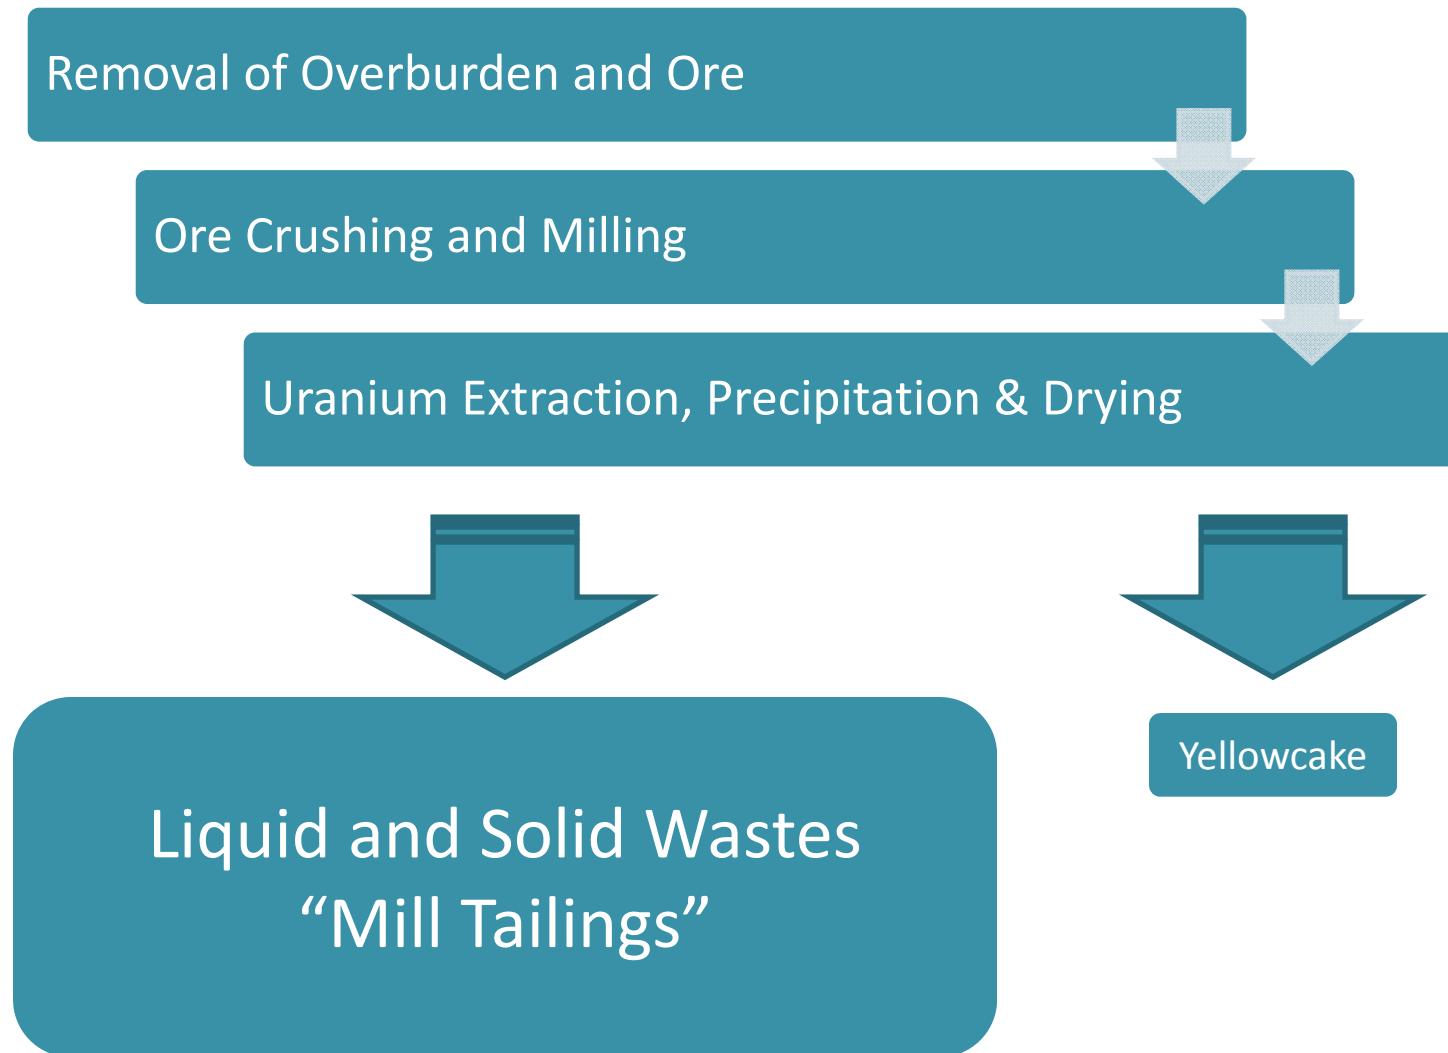 Removal of Overburden and Ore
Ore Crushing and Milling
Uranium Extraction, Precipitation & Drying
Yellowcake
Liquid and Solid Wastes
“Mill Tailings”